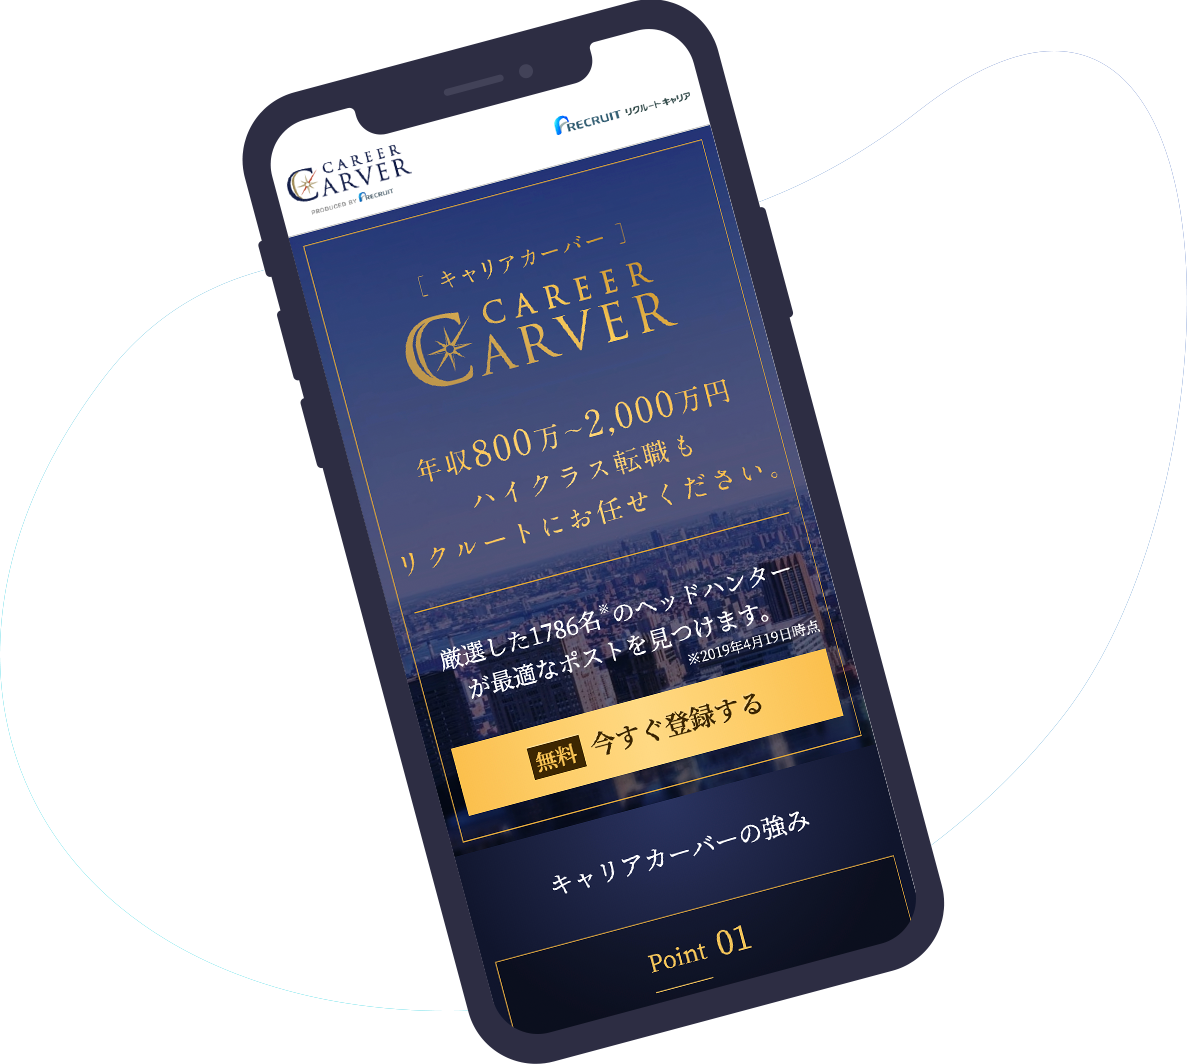 RECRUIT リクルートキャリア
CAREER
CARVER
PRODUCED BY RECRUIT
[ キャリアカーバー ]
CAREER
CARVER
年収800万~2,000万円
ハイクラス転職も
リクルートにお任せください。
厳選した1786名※のヘッドハンター
が最適なポストを見つけます。
※2019年4月19日時点
無料 今すぐ登録する
キャリアカーバーの強み
Point 01